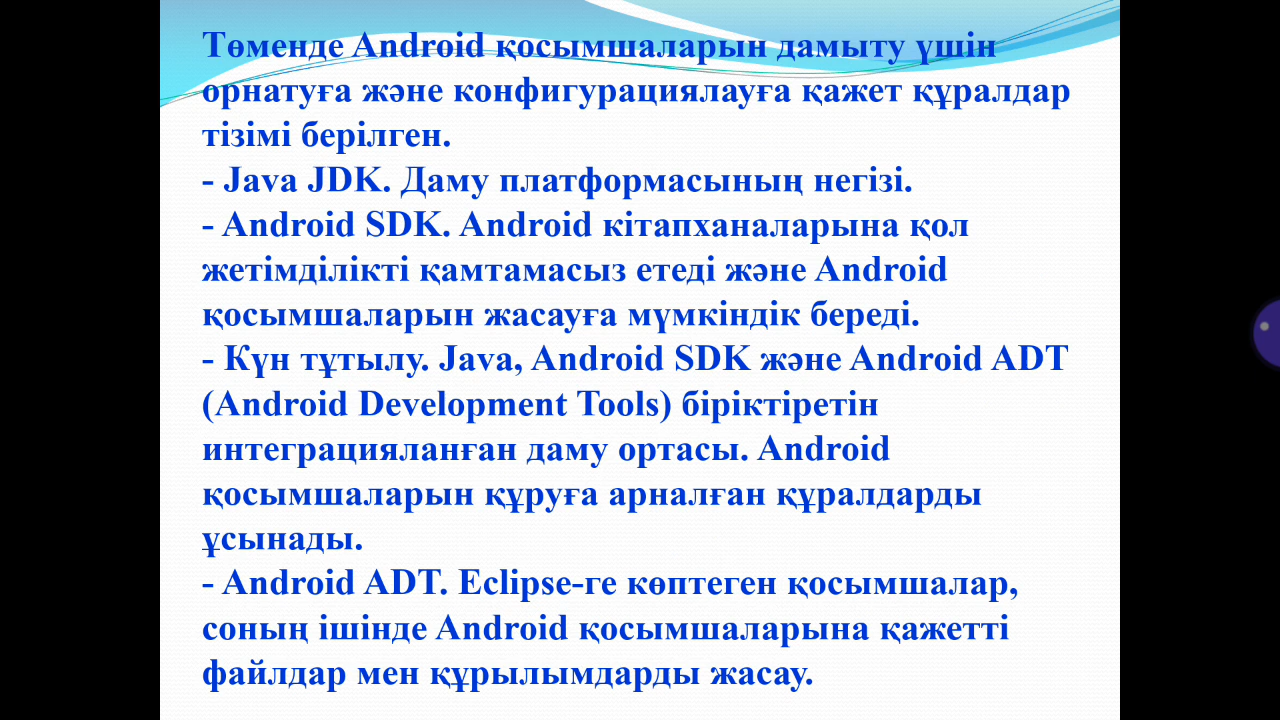 Төменде Android қосымшаларын дамыту үшін
орнатуға және конфигурациялауға қажет құралдар
тізімі берілген.
- Java JDK. Даму платформасының негізі.
- Android SDK. Android кітапханаларына қол
жетімділікті қамтамасыз етеді және Android
қосымшаларын жасауға мүмкіндік береді.
- Күн тұтылу. Java, Android SDK және Android ADT
(Android Development Tools) біріктіретін
интеграцияланған даму ортасы. Android
қосымшаларын құруға арналған құралдарды
ұсынады.
- Android ADT. Eclipse-ге көптеген қосымшалар,
соның ішінде Android қосымшаларына қажетті
файлдар мен құрылымдарды жасау.